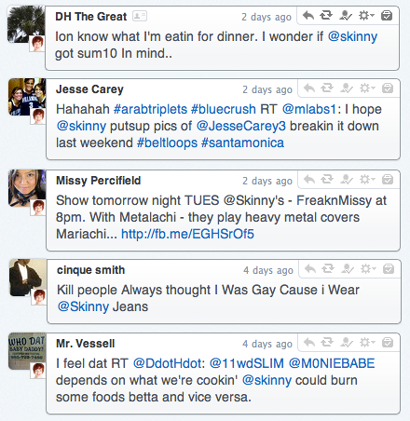 DH The Great
2 days ago
Ion know what I'm eatin for dinner. I wonder if @skinny
got sum10 In mind..
Jesse Carey
2 days ago
Hahahah #arabtriplets #bluecrush RT @mlabs1: I hope
@skinny putsup pics of @JesseCarey3 breakin it down
last weekend #beltloops #santamonica
Missy Percifield
2 days ago
Show tomorrow night TUES @Skinny's - FreaknMissy at
8pm. With Metalachi - they play heavy metal covers
Mariachi... http://fb.me/EGHSrOf5
cinque smith
4 days ago
Kill people Always thought I Was Gay Cause i Wear
@Skinny Jeans
Mr. Vessell
4 days ago
WHO DAT
BABY DADDY?
I feel dat RT @DdotHdot: @11wdSLIM @M0NIEBABE
depends on what we're cookin' @skinny could burn
some foods betta and vice versa.